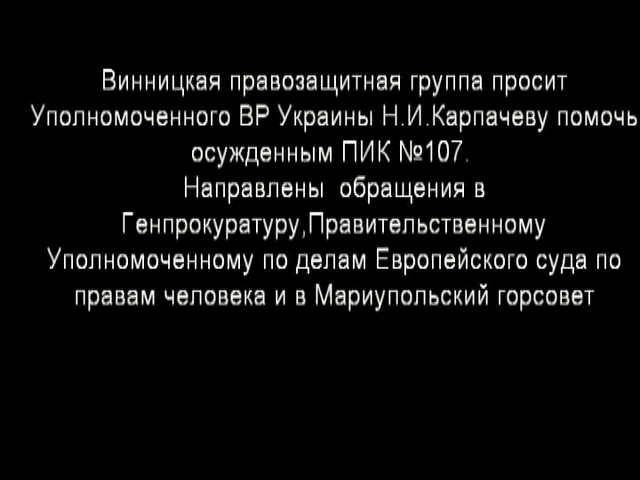 Винницкая правозащитная группа просит
Уполномоченного ВР Украины Н.И.Карпачеву помочь
осужденным ПИК №107.
Направлены обращения в
Генпрокуратуру,Правительственному
Уполномоченному по делам Европейского суда по
правам человека и в Мариупольский горсовет